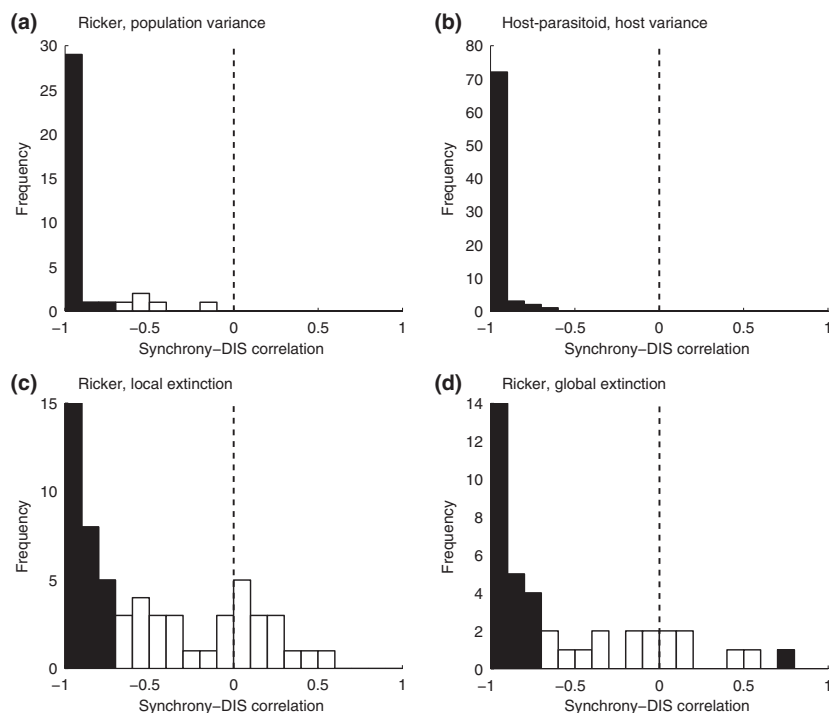 (a) Ricker, population variance
30
25
20
15
10
5
0
Frequency
−1 −0.5 0 0.5 1
Synchrony–DIS correlation
(b) Host-parasitoid, host variance
80
70
60
50
40
30
20
10
0
Frequency
−1 −0.5 0 0.5 1
Synchrony–DIS correlation
(c) Ricker, local extinction
15
10
5
0
Frequency
−1 −0.5 0 0.5 1
Synchrony–DIS correlation
(d) Ricker, global extinction
14
12
10
8
6
4
2
0
Frequency
−1 −0.5 0 0.5 1
Synchrony–DIS correlation